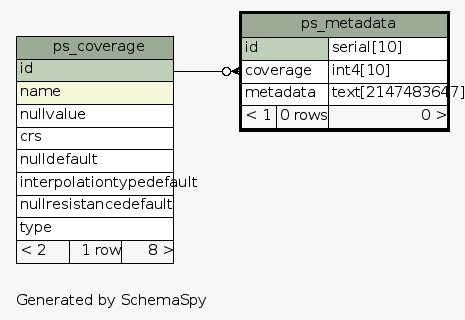 ps_coverage
id
name
nullvalue
crs
nulldefault
interpolationtypedefault
nullresistancedefault
type
< 2 1 row 8 >
ps_metadata
id serial[10]
coverage int4[10]
metadata text[2147483647]
< 1 0 rows 0 >
Generated by SchemaSpy